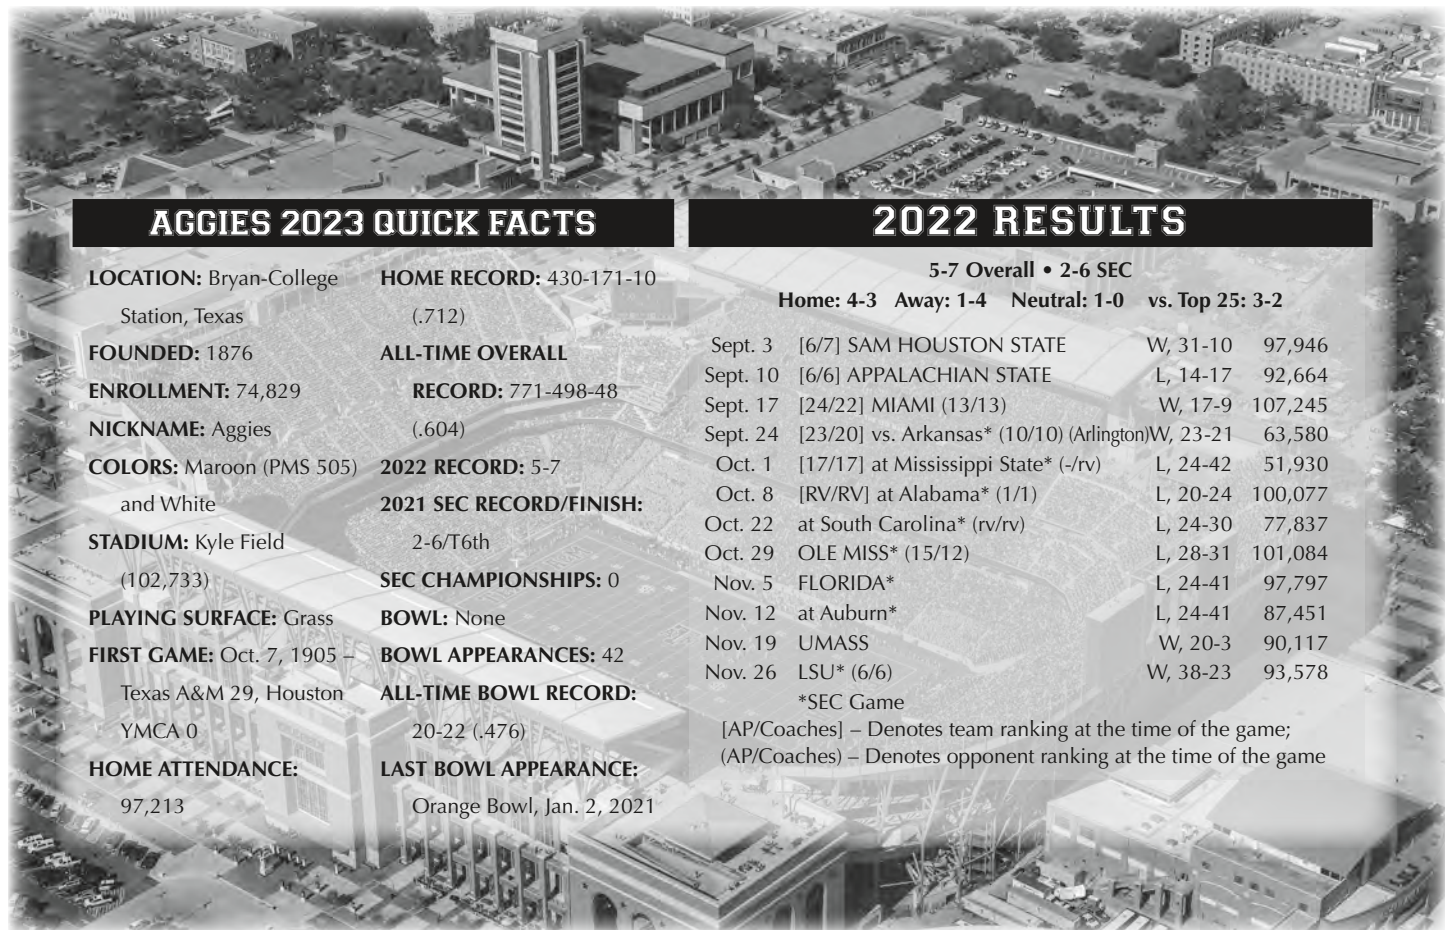 AGGIES 2023 QUICK FACTS
LOCATION: Bryan-College
Station, Texas
FOUNDED: 1876
ENROLLMENT: 74,829
NICKNAME: Aggies
COLORS: Maroon (PMS 505)
and White
STADIUM: Kyle Field
(102,733)
PLAYING SURFACE: Grass
FIRST GAME: Oct. 7, 1905 –
Texas A&M 29, Houston
YMCA 0
HOME ATTENDANCE:
97,213
HOME RECORD: 430-171-10
(.712)
ALL-TIME OVERALL
RECORD: 771-498-48
(.604)
2022 RECORD: 5-7
2021 SEC RECORD/FINISH:
2-6/T6th
SEC CHAMPIONSHIPS: 0
BOWL: None
BOWL APPEARANCES: 42
ALL-TIME BOWL RECORD:
20-22 (.476)
LAST BOWL APPEARANCE:
Orange Bowl, Jan. 2, 2021
2022 RESULTS
5-7 Overall • 2-6 SEC
Home: 4-3 Away: 1-4 Neutral: 1-0 vs. Top 25: 3-2
Sept. 3 [6/7] SAM HOUSTON STATE W, 31-10 97,946
Sept. 10 [6/6] APPALACHIAN STATE L, 14-17 92,664
Sept. 17 [24/22] MIAMI (13/13) W, 17-9 107,245
Sept. 24 [23/20] vs. Arkansas* (10/10) (Arlington)W, 23-21 63,580
Oct. 1 [17/17] at Mississippi State* (-/rv) L, 24-42 51,930
Oct. 8 [RV/RV] at Alabama* (1/1) L, 20-24 100,077
Oct. 22 at South Carolina* (rv/rv) L, 24-30 77,837
Oct. 29 OLE MISS* (15/12) L, 28-31 101,084
Nov. 5 FLORIDA* L, 24-41 97,797
Nov. 12 at Auburn* L, 24-41 87,451
Nov. 19 UMASS W, 20-3 90,117
Nov. 26 LSU* (6/6) W, 38-23 93,578
*SEC Game
[AP/Coaches] – Denotes team ranking at the time of the game;
(AP/Coaches) – Denotes opponent ranking at the time of the game